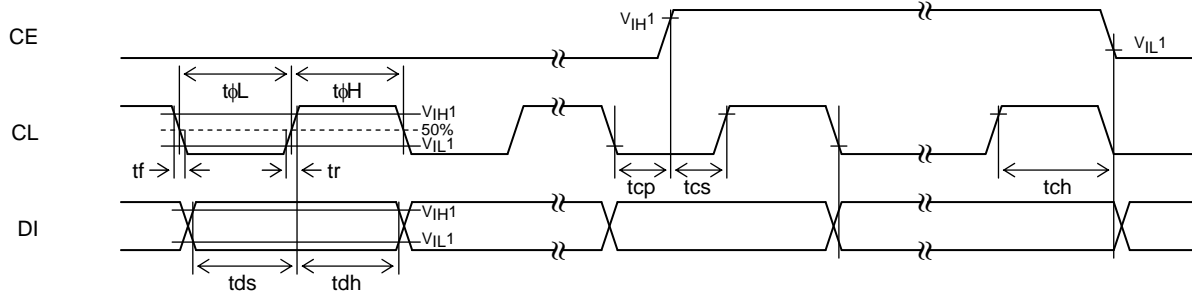 CE
VIH1
VIL1
tϕL
tϕH
CL
VIH1
50%
VIL1
tf
tr
tcp
tcs
tch
DI
VIH1
VIL1
tds
tdh